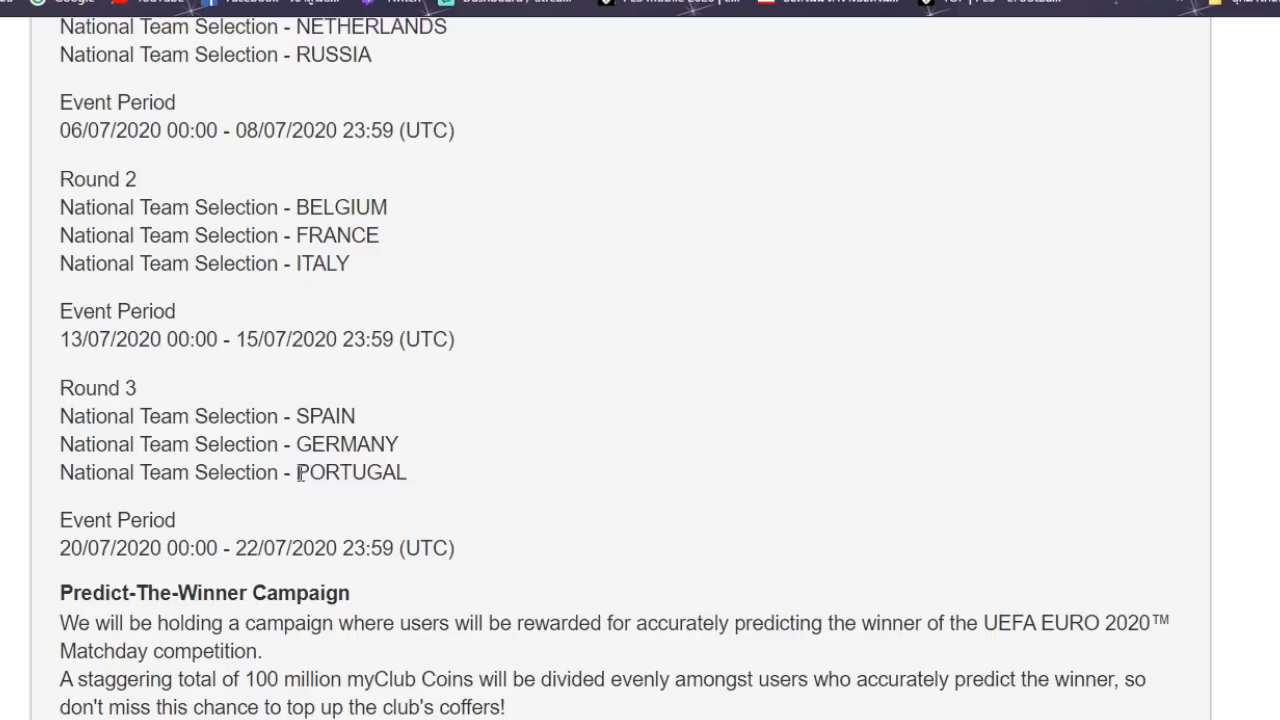 Google YouTube Twitch
National Team Selection - NETHERLANDS
National Team Selection - RUSSIA
Event Period
06/07/2020 00:00 - 08/07/2020 23:59 (UTC)
Round 2
National Team Selection - BELGIUM
National Team Selection - FRANCE
National Team Selection - ITALY
Event Period
13/07/2020 00:00 - 15/07/2020 23:59 (UTC)
Round 3
National Team Selection - SPAIN
National Team Selection - GERMANY
National Team Selection - PORTUGAL
Event Period
20/07/2020 00:00 - 22/07/2020 23:59 (UTC)
Predict-The-Winner Campaign
We will be holding a campaign where users will be rewarded for accurately predicting the winner of the UEFA EURO 2020™
Matchday competition.
A staggering total of 100 million myClub Coins will be divided evenly amongst users who accurately predict the winner, so
don't miss this chance to top up the club's coffers!